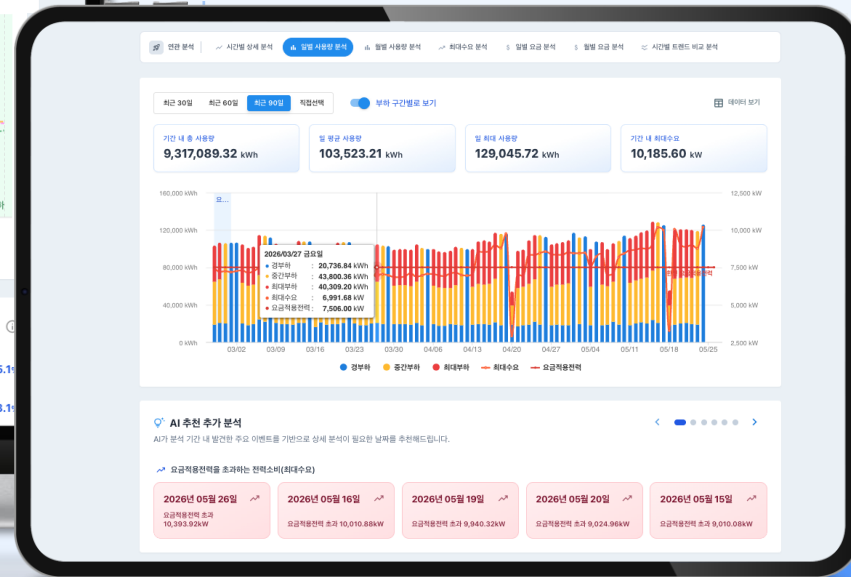 연관 분석
시간별 상세 분석
일별 사용량 분석
월별 사용량 분석
최대수요 분석
일별 요금 분석
월별 요금 분석
시간별 트렌드 비교 분석
최근 30일
최근 60일
최근 90일
직접선택
부하 구간별로 보기
데이터 보기
기간 내 총 사용량
9,317,089.32 kWh
일 평균 사용량
103,523.21 kWh
일 최대 사용량
129,045.72 kWh
기간 내 최대수요
10,185.60 kW
160,000 kWh
120,000 kWh
80,000 kWh
40,000 kWh
0 kWh
요...
12,500 kW
10,000 kW
7,500 kW
5,000 kW
2,500 kW
2026/03/27 금요일
경부하 : 20,736.84 kWh
중간부하 : 43,800.36 kWh
최대부하 : 40,309.20 kWh
최대수요 : 6,991.68 kW
요금적용전력 : 7,506.00 kW
03/02 03/09 03/16 03/23 03/30 04/06 04/13 04/20 04/27 05/04 05/11 05/18 05/25
경부하 중간부하 최대부하 최대수요 요금적용전력
AI 추천 추가 분석
AI가 분석 기간 내 발견한 주요 이벤트를 기반으로 상세 분석이 필요한 날짜를 추천해드립니다.
요금적용전력을 초과하는 전력소비(최대수요)
2026년 05월 26일
요금적용전력 초과
10,393.92kW
2026년 05월 16일
요금적용전력 초과 10,010.88kW
2026년 05월 19일
요금적용전력 초과 9,940.32kW
2026년 05월 20일
요금적용전력 초과 9,024.96kW
2026년 05월 15일
요금적용전력 초과 9,010.08kW